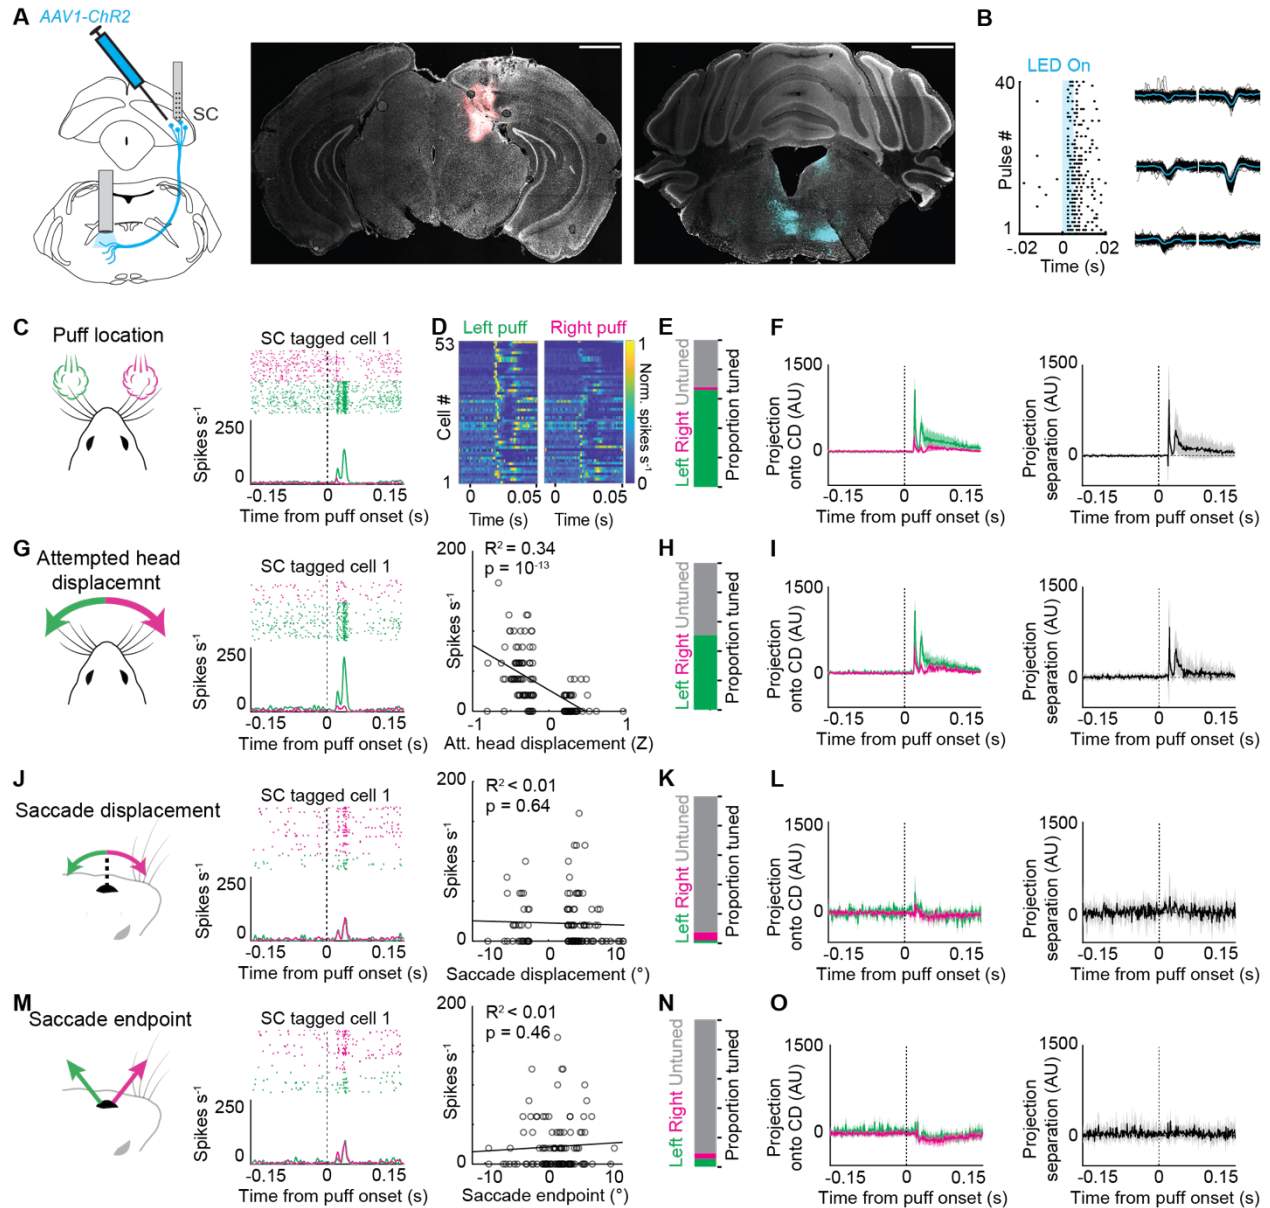 A
AAV1-ChR2
SC
B
LED On
40
Pulse #
1
-.02 0 .02
Time (s)
C
Puff location
SC tagged cell 1
250
Spikes s-1
0
-0.15 0 0.15
Time from puff onset (s)
D
Left puff Right puff
53
Cell #
1
0 0.05 0 0.05
Time (s) Time (s)
1
Norm. spikes s-1
0
E
Left Right Untuned
Proportion tuned
F
1500
Projection
onto CD (AU)
0
-0.15 0 0.15
Time from puff onset (s)
1500
Projection
separation (AU)
0
-0.15 0 0.15
Time from puff onset (s)
G
Attempted head
displacemnt
SC tagged cell 1
250
Spikes s-1
0
-0.15 0 0.15
Time from puff onset (s)
200
R2 = 0.34
p = 10-13
Spikes s-1
0
-1 0 1
Att. head displacement (Z)
H
Left Right Untuned
Proportion tuned
I
1500
Projection
onto CD (AU)
0
-0.15 0 0.15
Time from puff onset (s)
1500
Projection
separation (AU)
0
-0.15 0 0.15
Time from puff onset (s)
J
Saccade displacement
SC tagged cell 1
250
Spikes s-1
0
-0.15 0 0.15
Time from puff onset (s)
200
R2 < 0.01
p = 0.64
Spikes s-1
0
-10 0 10
Saccade displacement (°)
K
Left Right Untuned
Proportion tuned
L
1500
Projection
onto CD (AU)
0
-0.15 0 0.15
Time from puff onset (s)
1500
Projection
separation (AU)
0
-0.15 0 0.15
Time from puff onset (s)
M
Saccade endpoint
SC tagged cell 1
250
Spikes s-1
0
-0.15 0 0.15
Time from puff onset (s)
200
R2 < 0.01
p = 0.46
Spikes s-1
0
-10 0 10
Saccade endpoint (°)
N
Left Right Untuned
Proportion tuned
O
1500
Projection
onto CD (AU)
0
-0.15 0 0.15
Time from puff onset (s)
1500
Projection
separation (AU)
0
-0.15 0 0.15
Time from puff onset (s)